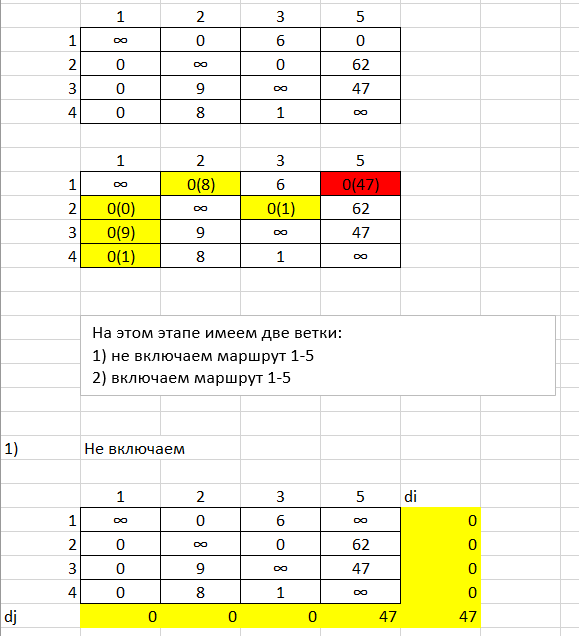 1 2 3 5
1 ∞ 0 6 0
2 0 ∞ 0 62
3 0 9 ∞ 47
4 0 8 1 ∞
1 2 3 5
1 ∞ 0(8) 6 0(47)
2 0(0) ∞ 0(1) 62
3 0(9) 9 ∞ 47
4 0(1) 8 1 ∞
На этом этапе имеем две ветки:
1) не включаем маршрут 1-5
2) включаем маршрут 1-5
1) Не включаем
1 2 3 5 di
1 ∞ 0 6 ∞ 0
2 0 ∞ 0 62 0
3 0 9 ∞ 47 0
4 0 8 1 ∞ 0
dj 0 0 0 47 47